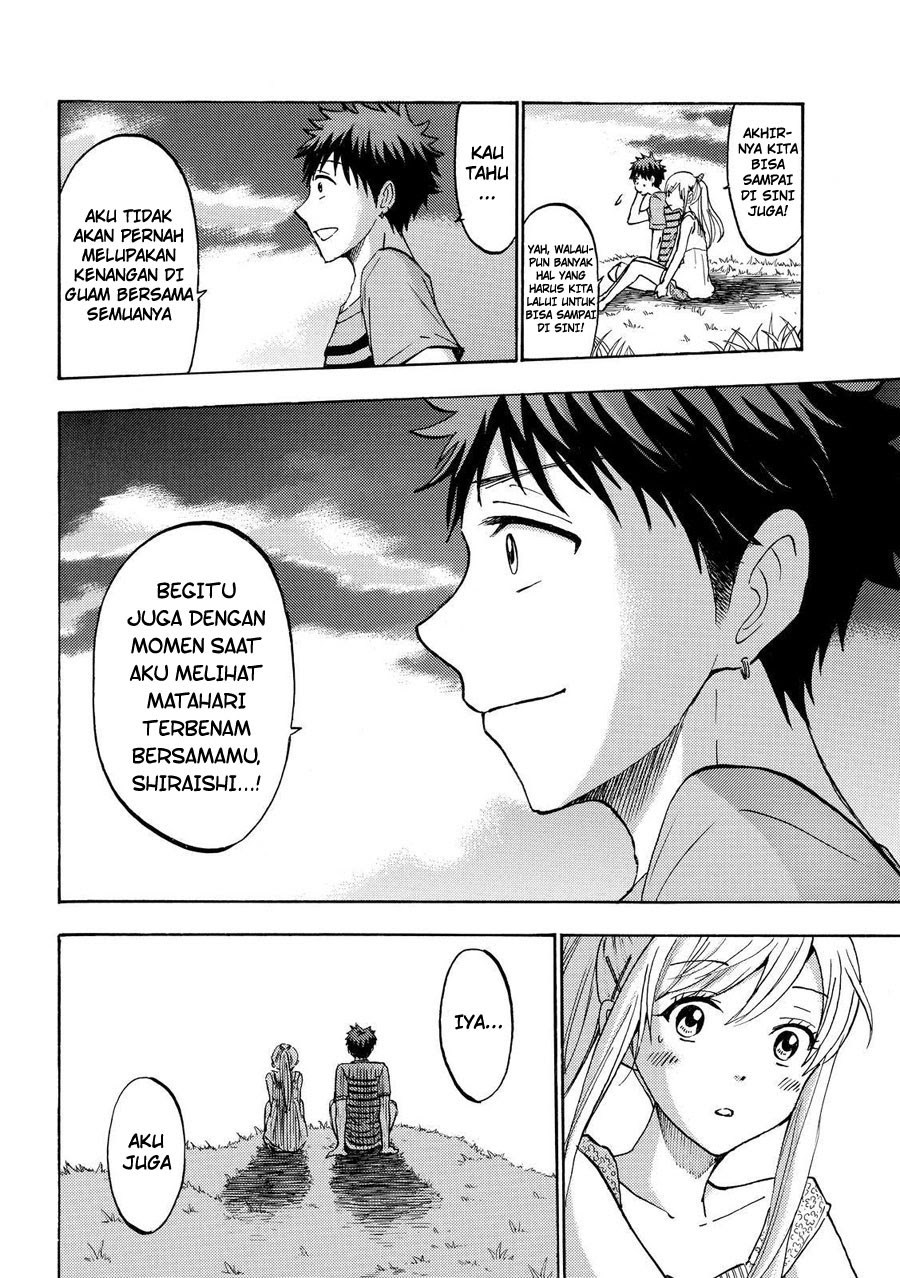 AKHIR-
NYA KITA
BISA
SAMPAI
DI SINI
JUGA!
YAH, WALAU-
PUN BANYAK
HAL YANG
HARUS KITA
LALUI UNTUK
BISA SAMPAI
DI SINI!
KAU
TAHU
...
AKU TIDAK
AKAN PERNAH
MELUPAKAN
KENANGAN DI
GUAM BERSAMA
SEMUANYA
BEGITU
JUGA DENGAN
MOMEN SAAT
AKU MELIHAT
MATAHARI
TERBENAM
BERSAMAMU,
SHIRAISHI...!
IYA...
AKU
JUGA